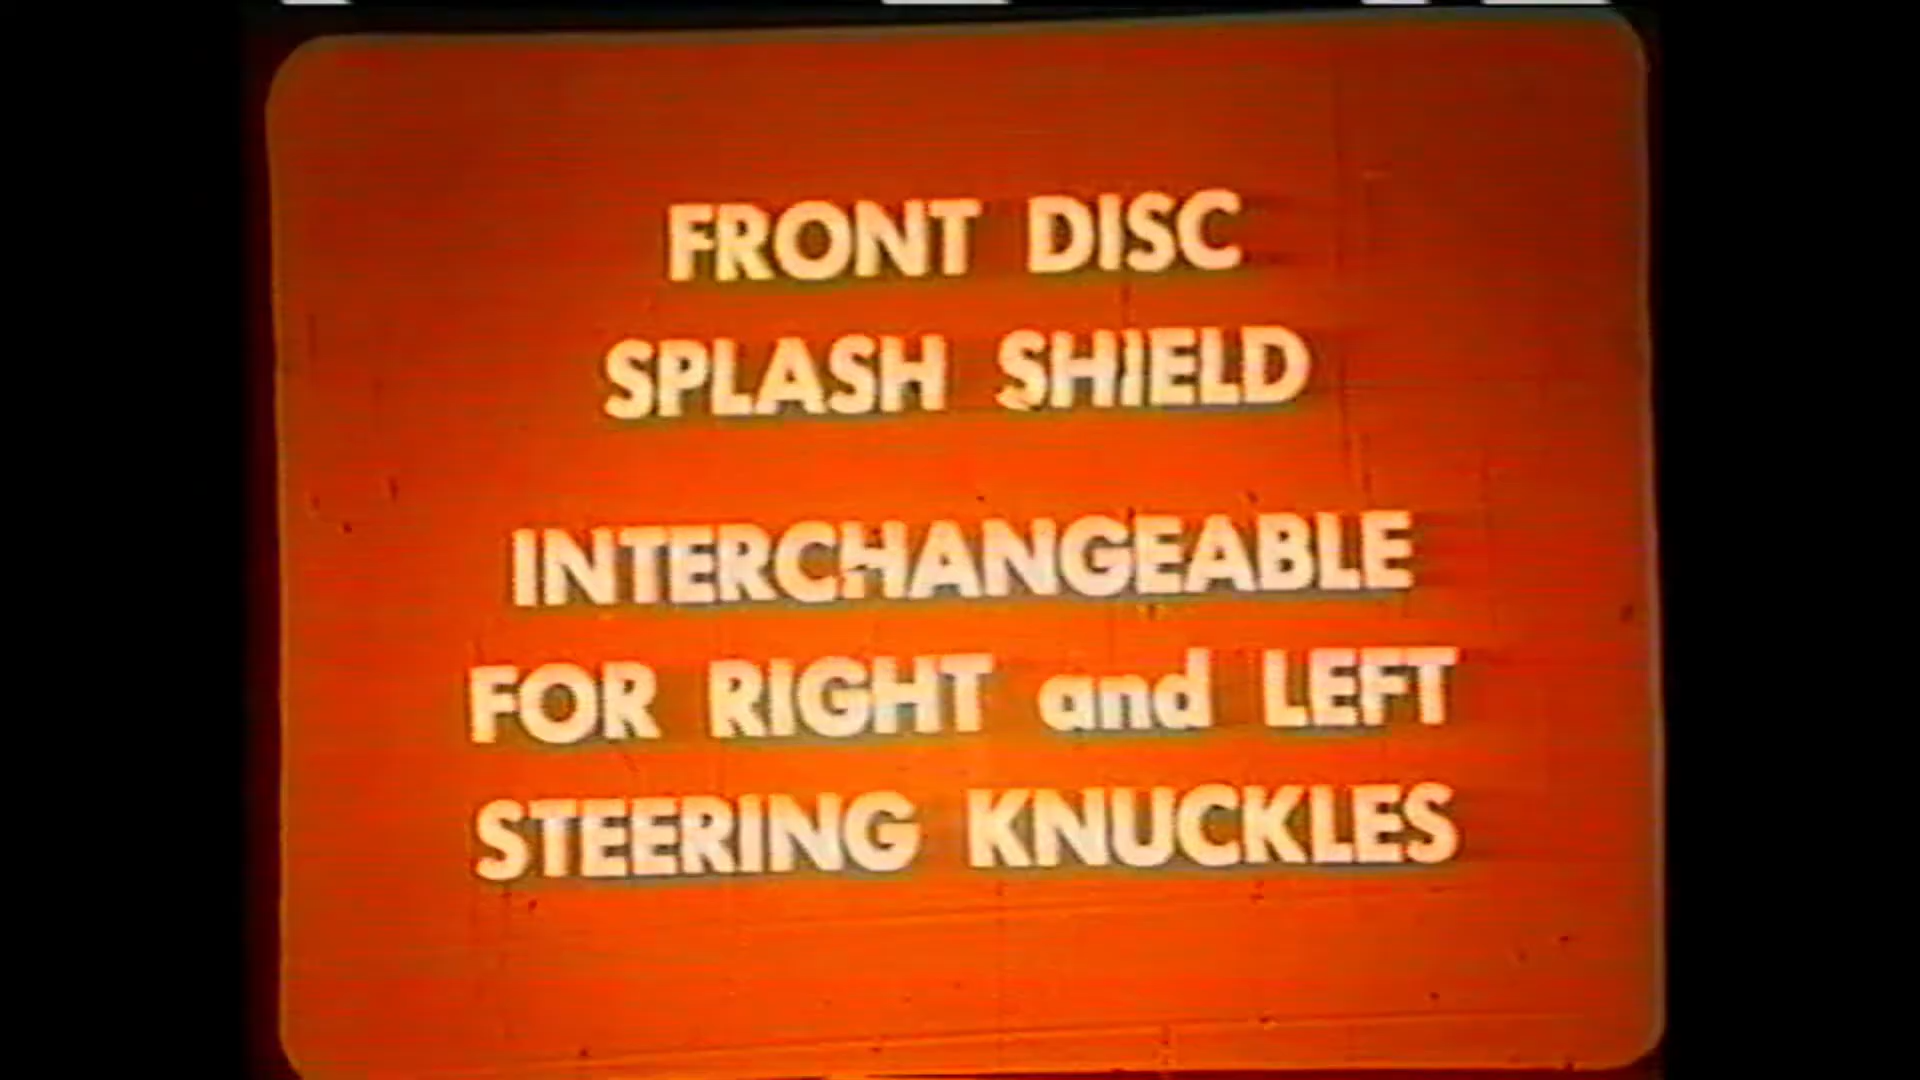 FRONT DISC
SPLASH SHIELD
INTERCHANGEABLE
FOR RIGHT and LEFT
STEERING KNUCKLES